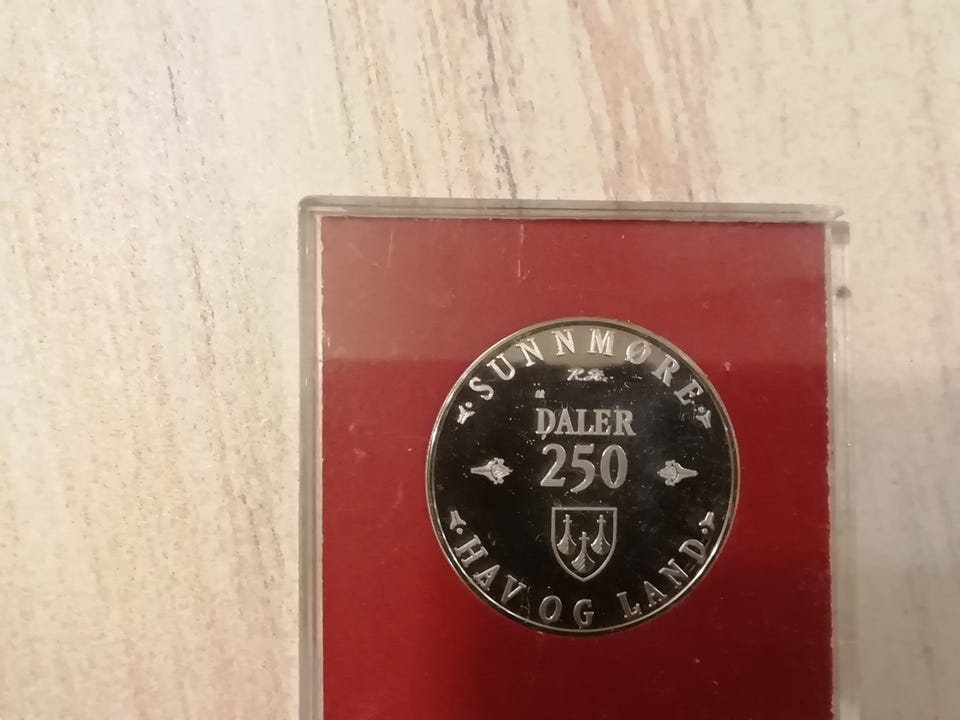 SUNNMØRE
DALER
250
HAV OG LAND